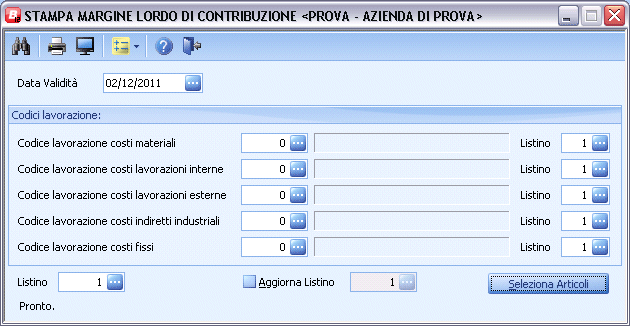 STAMPA MARGINE LORDO DI CONTRIBUZIONE <PROVA - AZIENDA DI PROVA>
Data Validità 02/12/2011 ...
Codici lavorazione:
Codice lavorazione costi materiali 0 ... Listino 1 ...
Codice lavorazione costi lavorazioni interne 0 ... Listino 1 ...
Codice lavorazione costi lavorazioni esterne 0 ... Listino 1 ...
Codice lavorazione costi indiretti industriali 0 ... Listino 1 ...
Codice lavorazione costi fissi 0 ... Listino 1 ...
Listino 1 ... Aggiorna Listino 1 ... Seleziona Articoli
Pronto.